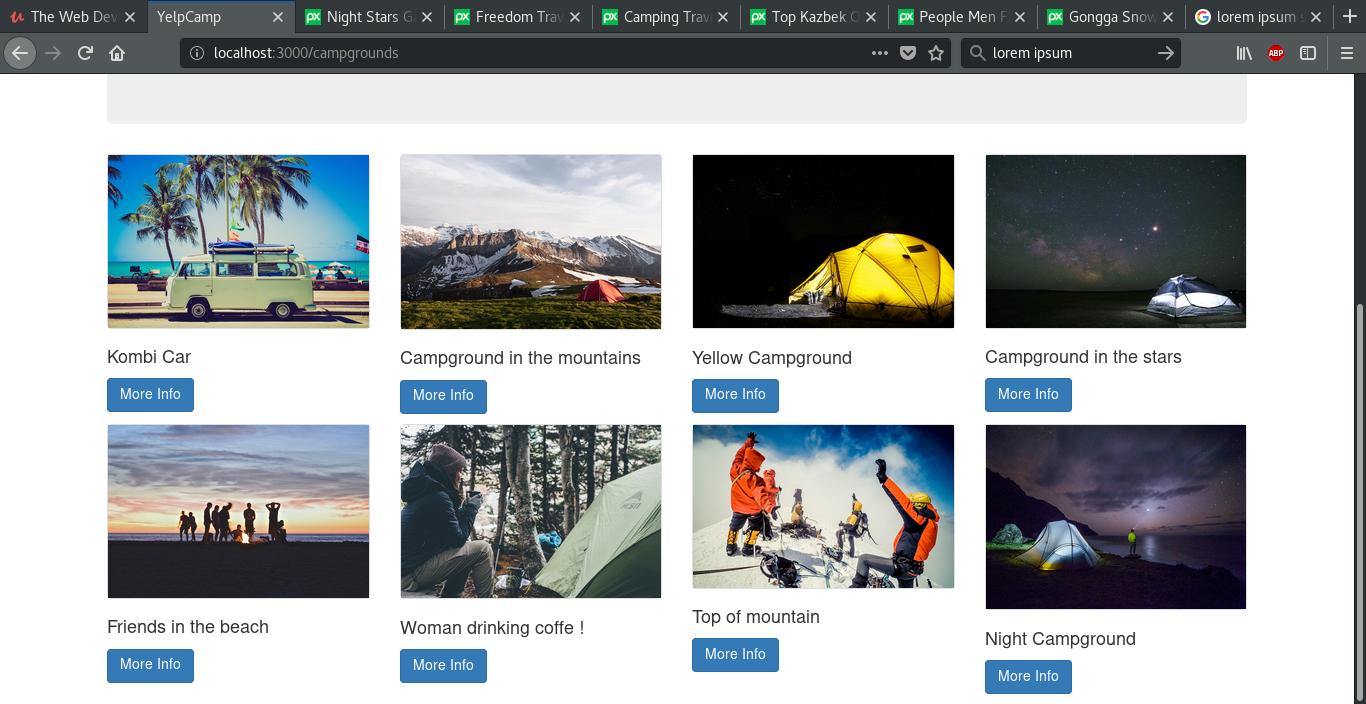 The Web Dev
YelpCamp
Night Stars G
Freedom Trav
Camping Trav
Top Kazbek
People Men F
Gongga Snow
lorem ipsum s
localhost:3000/campgrounds
lorem ipsum
ABP
Kombi Car
Campground in the mountains
Yellow Campground
Campground in the stars
More Info
More Info
More Info
More Info
Friends in the beach
Woman drinking coffe !
Top of mountain
Night Campground
More Info
More Info
More Info
More Info